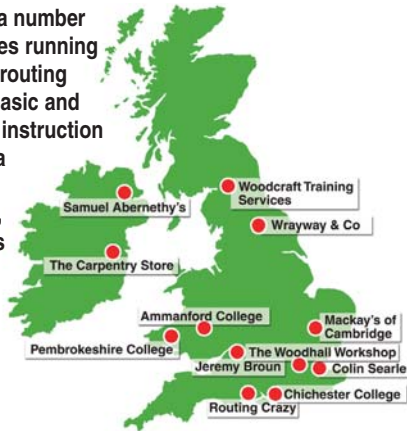 a number
es running
routing
asic and
instruction
a
,
s
Woodcraft Training
Services
Samuel Abernethy's
Wrayway & Co
The Carpentry Store
Ammanford College
Mackay's of
Cambridge
Pembrokeshire College
The Woodhall Workshop
Jeremy Broun
Colin Searle
Chichester College
Routing Crazy